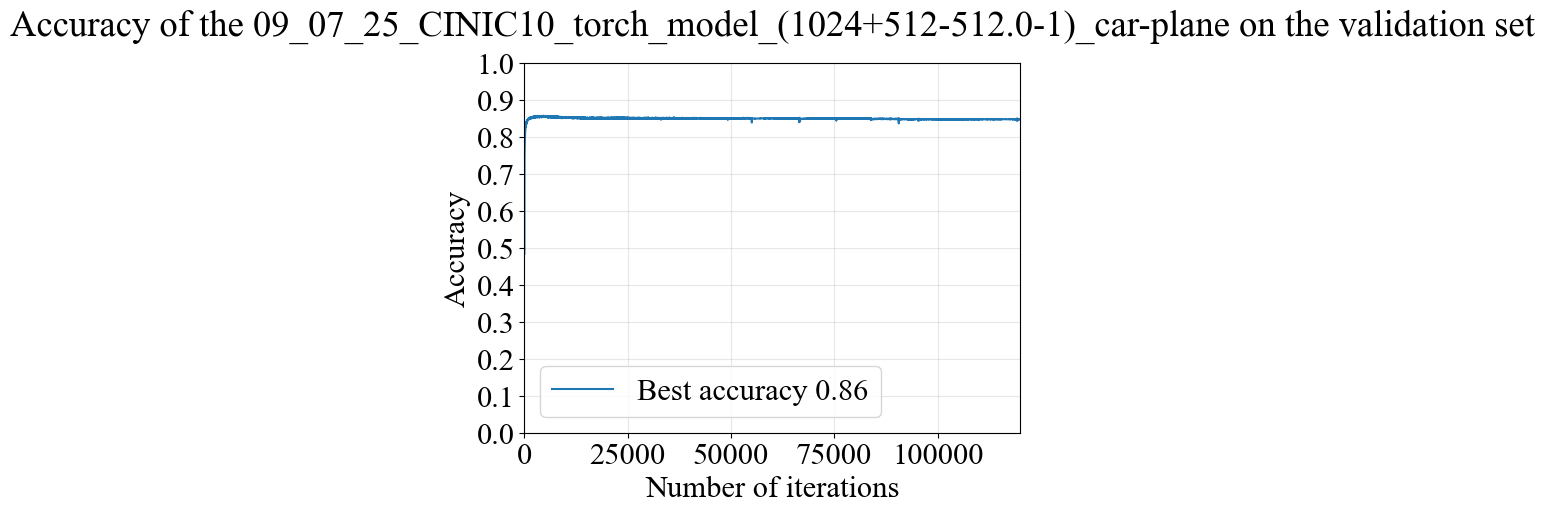 Accuracy of the 09_07_25_CINIC10_torch_model_(1024+512-512.0-1)_car-plane on the validation set
1.0
0.9
0.8
0.7
0.6
0.5
0.4
0.3
0.2
0.1
0.0
Accuracy
Best accuracy 0.86
0 25000 50000 75000 100000
Number of iterations